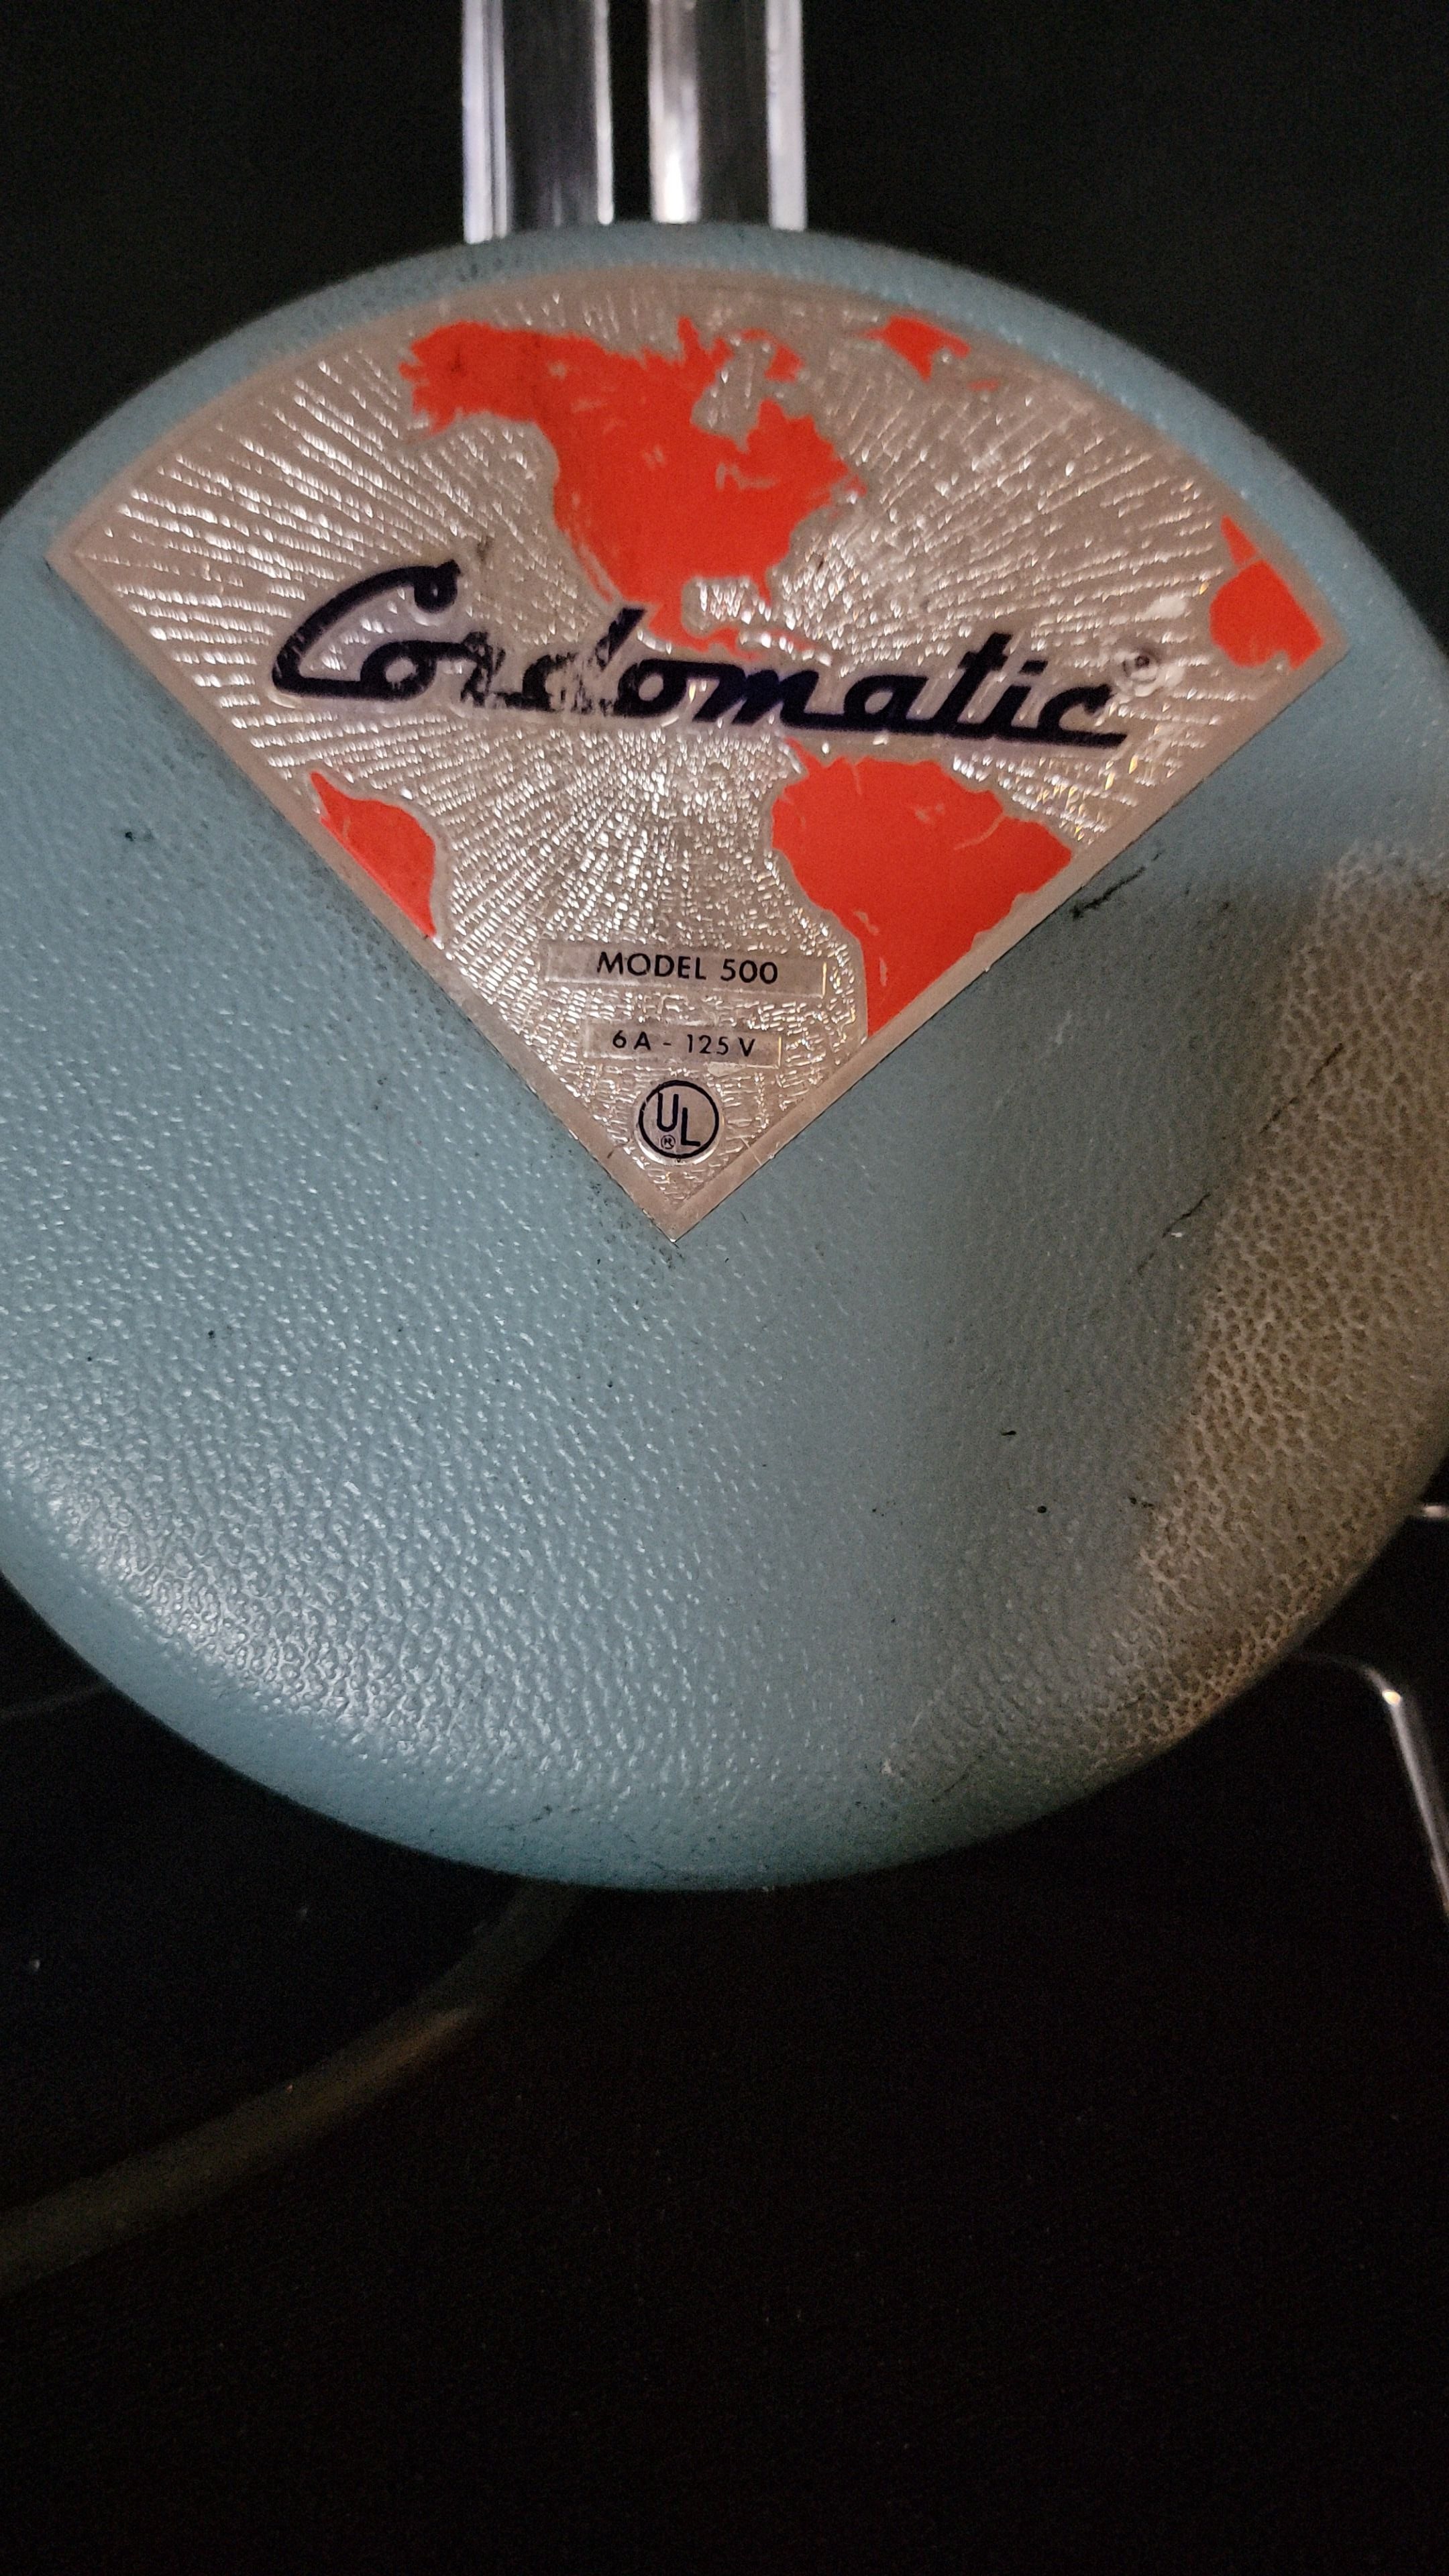 Cordomatic®
MODEL 500
6A - 125V
UL
®